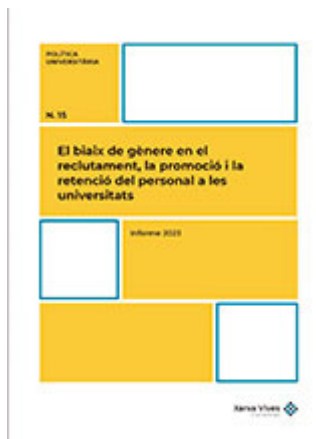 POLÍTICA
UNIVERSITÀRIA
N. 15
El biaix de gènere en el
reclutament, la promoció i la
retenció del personal a les
universitats
Informe 2023
Xarxa Vives